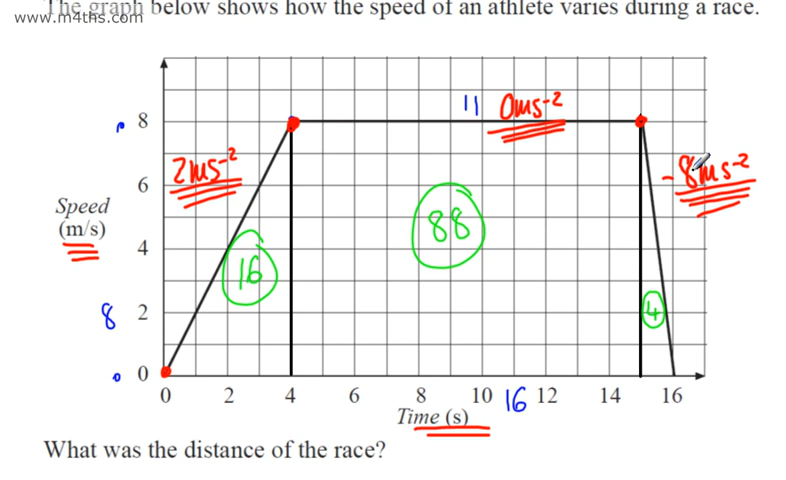 The graph below shows how the speed of an athlete varies during a race.
www.m4ths.com
11 0ms⁻²
8
2ms⁻²
-8ms⁻²
6
Speed
(m/s)
88
4
16
8
2
4
0
0
0 2 4 6 8 10 16 12 14 16
Time (s)
What was the distance of the race?